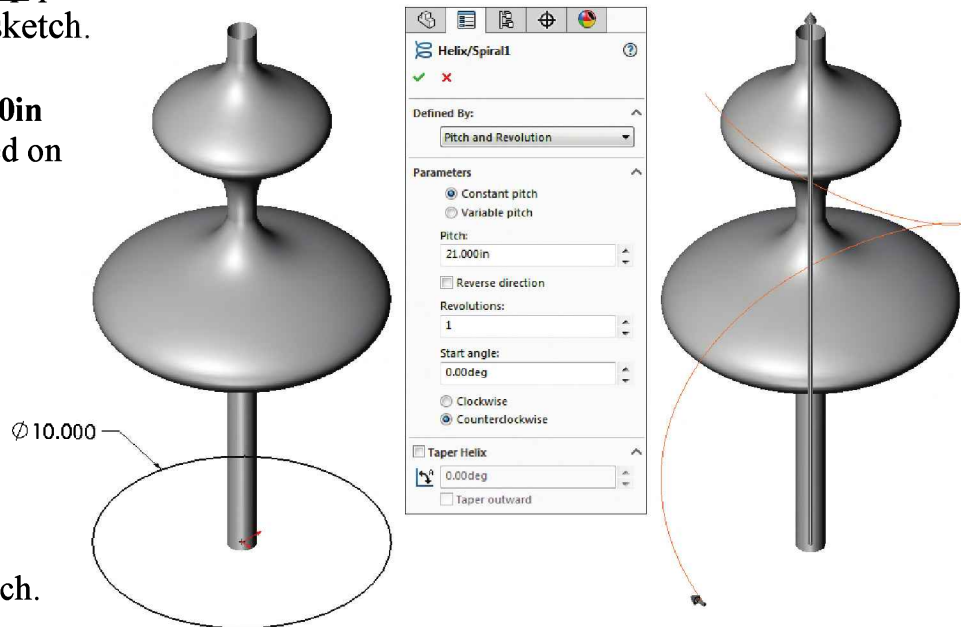 sketch.
0in
ed on
ch.
Ø10.000
Helix/Spiral1
Defined By:
Pitch and Revolution
Parameters
Constant pitch
Variable pitch
Pitch:
21.000in
Reverse direction
Revolutions:
1
Start angle:
0.00deg
Clockwise
Counterclockwise
Taper Helix
0.00deg
Taper outward